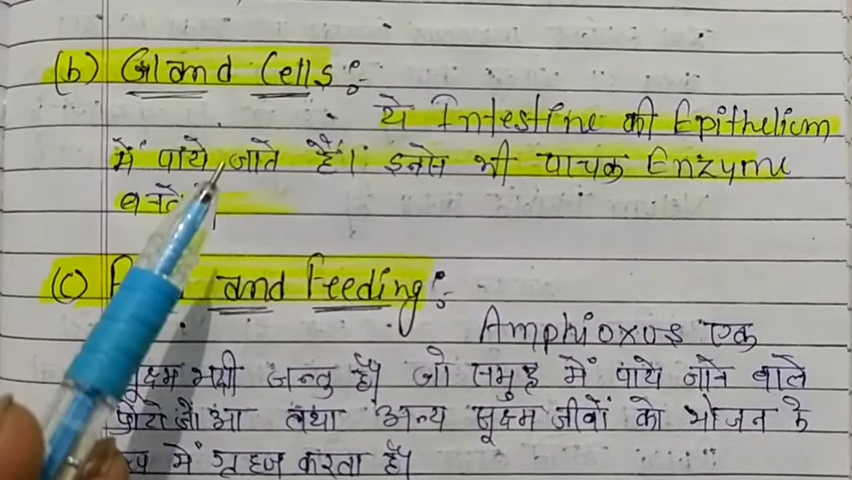 (b) Gland Cells :-
ये Intestine की Epithelium
में पाये जाते हैं। इनसे भी पाचक Enzyme
बनते
(c) and Feeding :-
Amphioxus एक
भक्षी जन्तु है। जो समुद्र में पाये जाने वाले
प्रोटोजोआ तथा अन्य सूक्ष्म जीवों को भोजन के
में ग्रहण करता है।